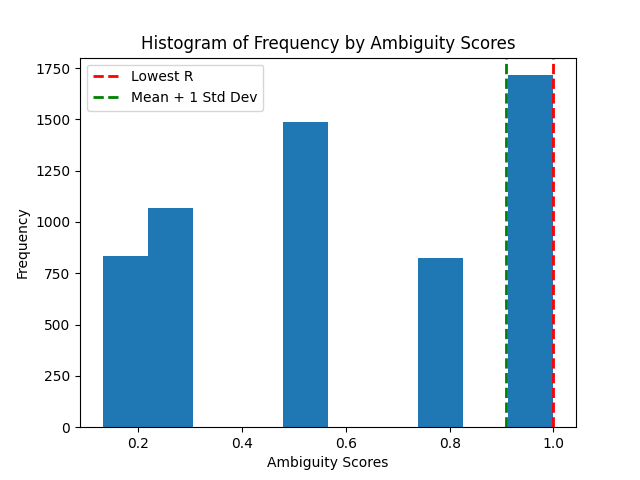 Histogram of Frequency by Ambiguity Scores
Lowest R
Mean + 1 Std Dev
1750
1500
1250
1000
750
500
250
0
Frequency
0.2
0.4
0.6
0.8
1.0
Ambiguity Scores